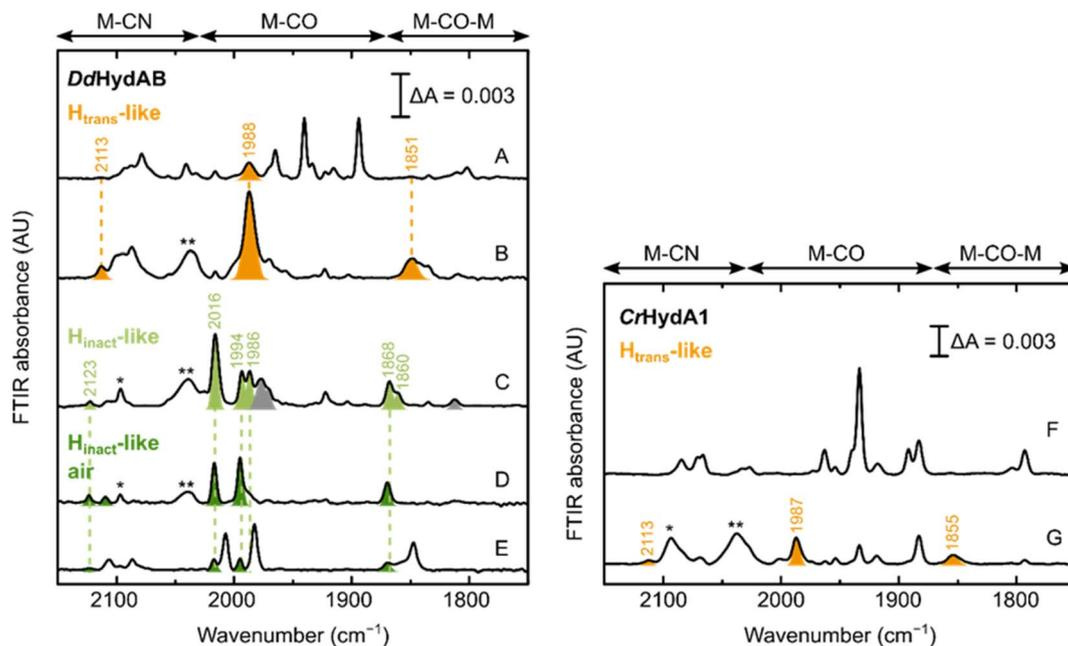 M-CN M-CO M-CO-M
DdHydAB
ΔA = 0.003
Htrans-like
2113
1988
1851
A
**
B
Hinact-like
2123
2016
1994
1986
1868
1860
*
**
C
Hinact-like
air
*
**
D
E
FTIR absorbance (AU)
2100 2000 1900 1800
Wavenumber (cm−1)
M-CN M-CO M-CO-M
CrHydA1
ΔA = 0.003
Htrans-like
F
2113
*
**
1987
1855
G
FTIR absorbance (AU)
2100 2000 1900 1800
Wavenumber (cm−1)